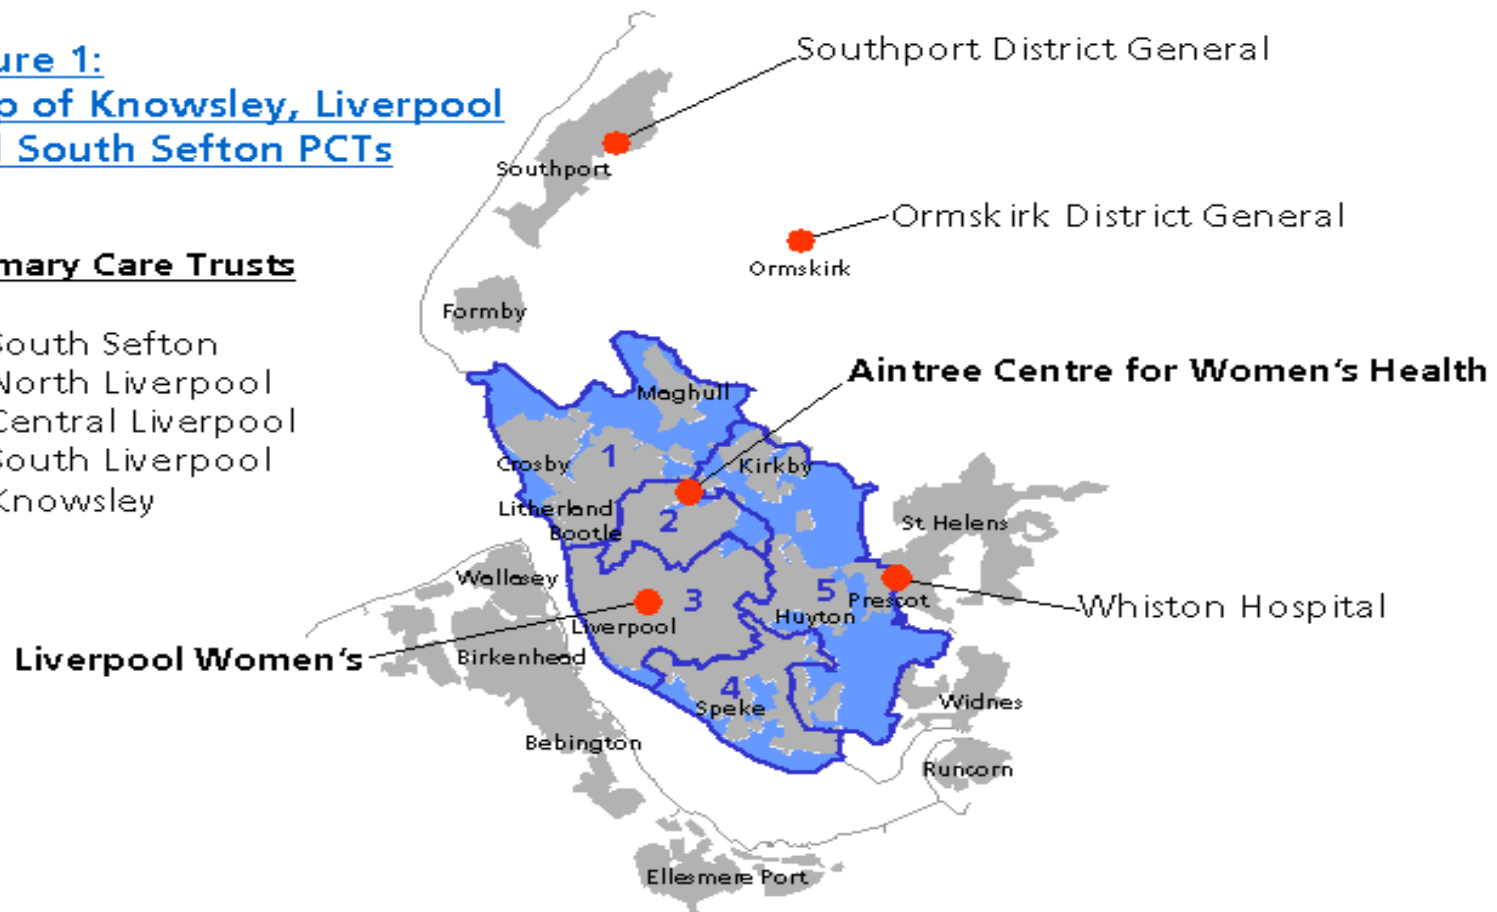 ure 1:
p of Knowsley, Liverpool
d South Sefton PCTs
mary Care Trusts
South Sefton
North Liverpool
Central Liverpool
South Liverpool
Knowsley
Southport District General
Southport
Ormskirk District General
Ormskirk
Formby
Aintree Centre for Women's Health
Maghull
Crosby
1
Kirkby
Litherland
2
Bootle
St Helens
Wallasey
3
5
Prescot
Huyton
Whiston Hospital
Liverpool
Liverpool Women's
Birkenhead
4
Speke
Widnes
Bebington
Runcorn
Ellesmere Port